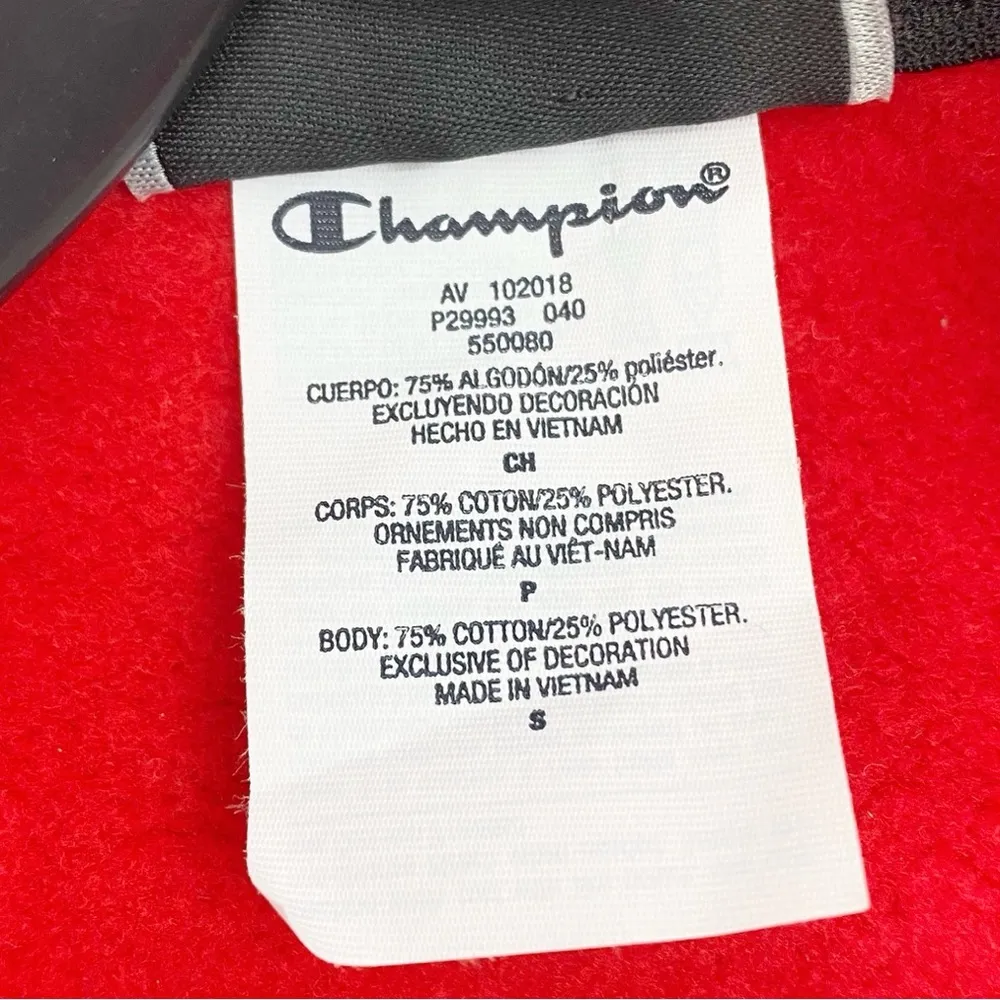 Champion®
AV 102018
P29993 040
550080
CUERPO: 75% ALGODÓN/25% poliéster.
EXCLUYENDO DECORACIÓN
HECHO EN VIETNAM
CH
CORPS: 75% COTON/25% POLYESTER.
ORNEMENTS NON COMPRIS
FABRIQUÉ AU VIÊT-NAM
P
BODY: 75% COTTON/25% POLYESTER.
EXCLUSIVE OF DECORATION
MADE IN VIETNAM
S